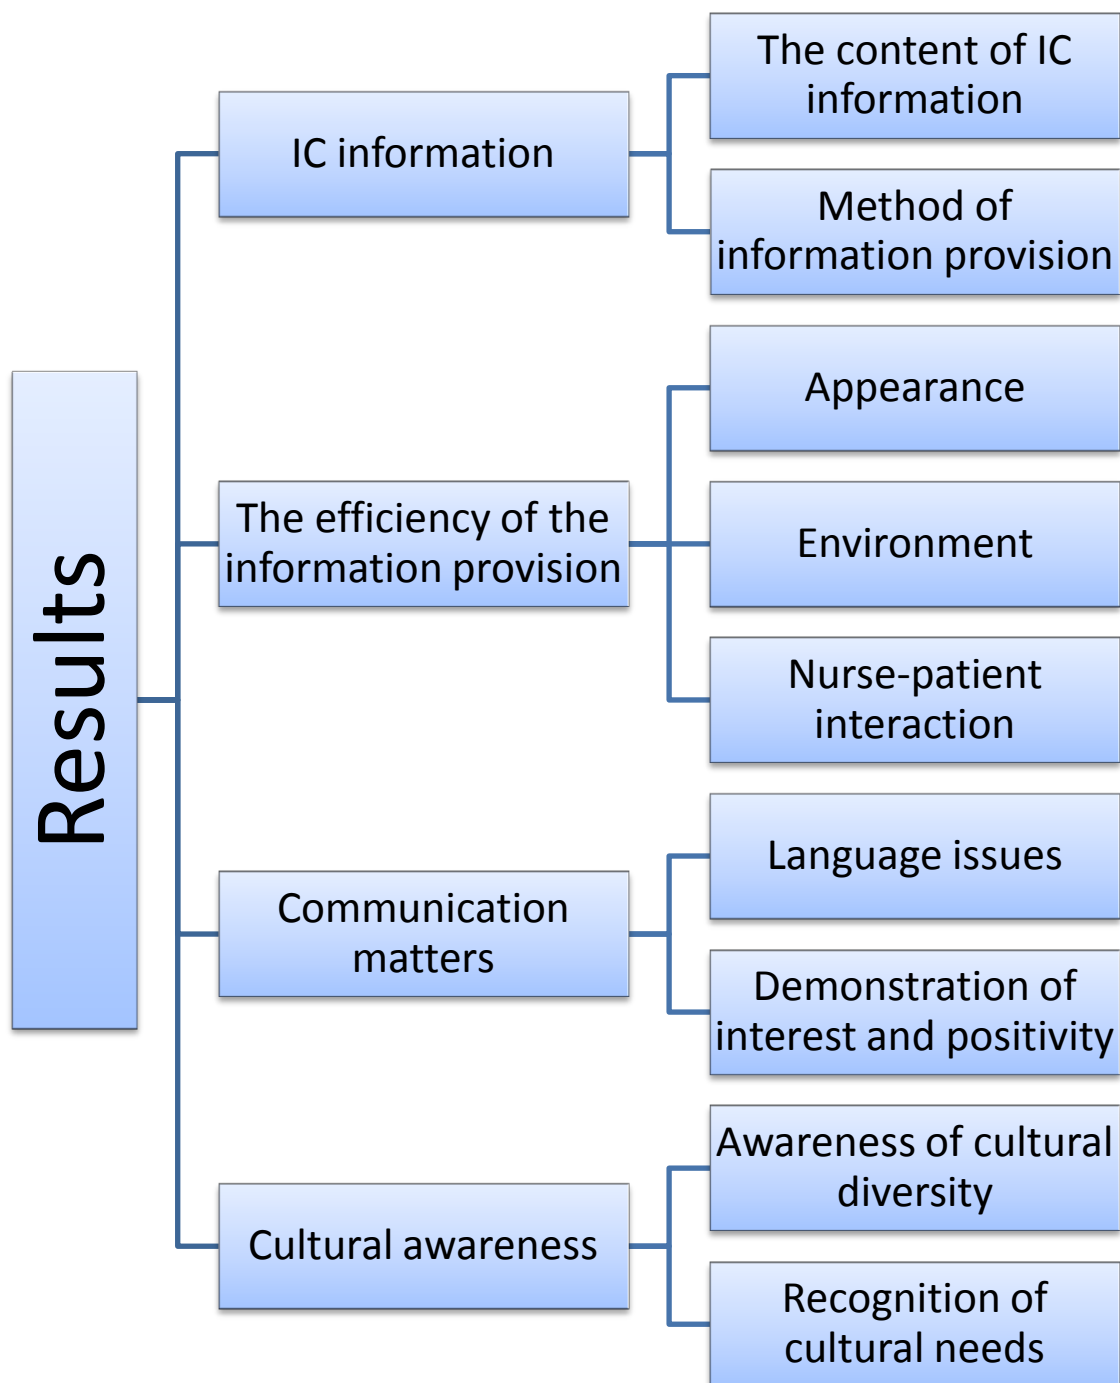 Results
IC information
The content of IC
information
Method of
information provision
The efficiency of the
information provision
Appearance
Environment
Nurse-patient
interaction
Communication
matters
Language issues
Demonstration of
interest and positivity
Cultural awareness
Awareness of cultural
diversity
Recognition of
cultural needs